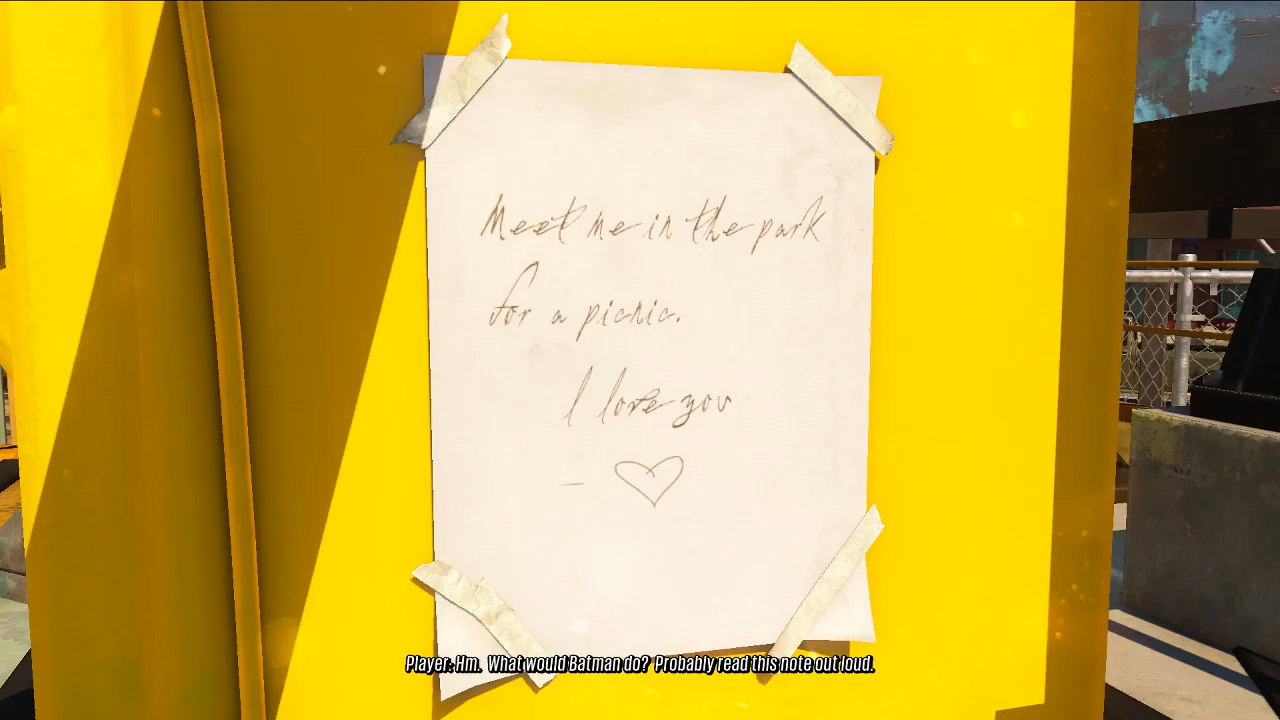 Meet me in the park
for a picnic.
I love you
– ♡
Player: Hm. What would Batman do? Probably read this note out loud.